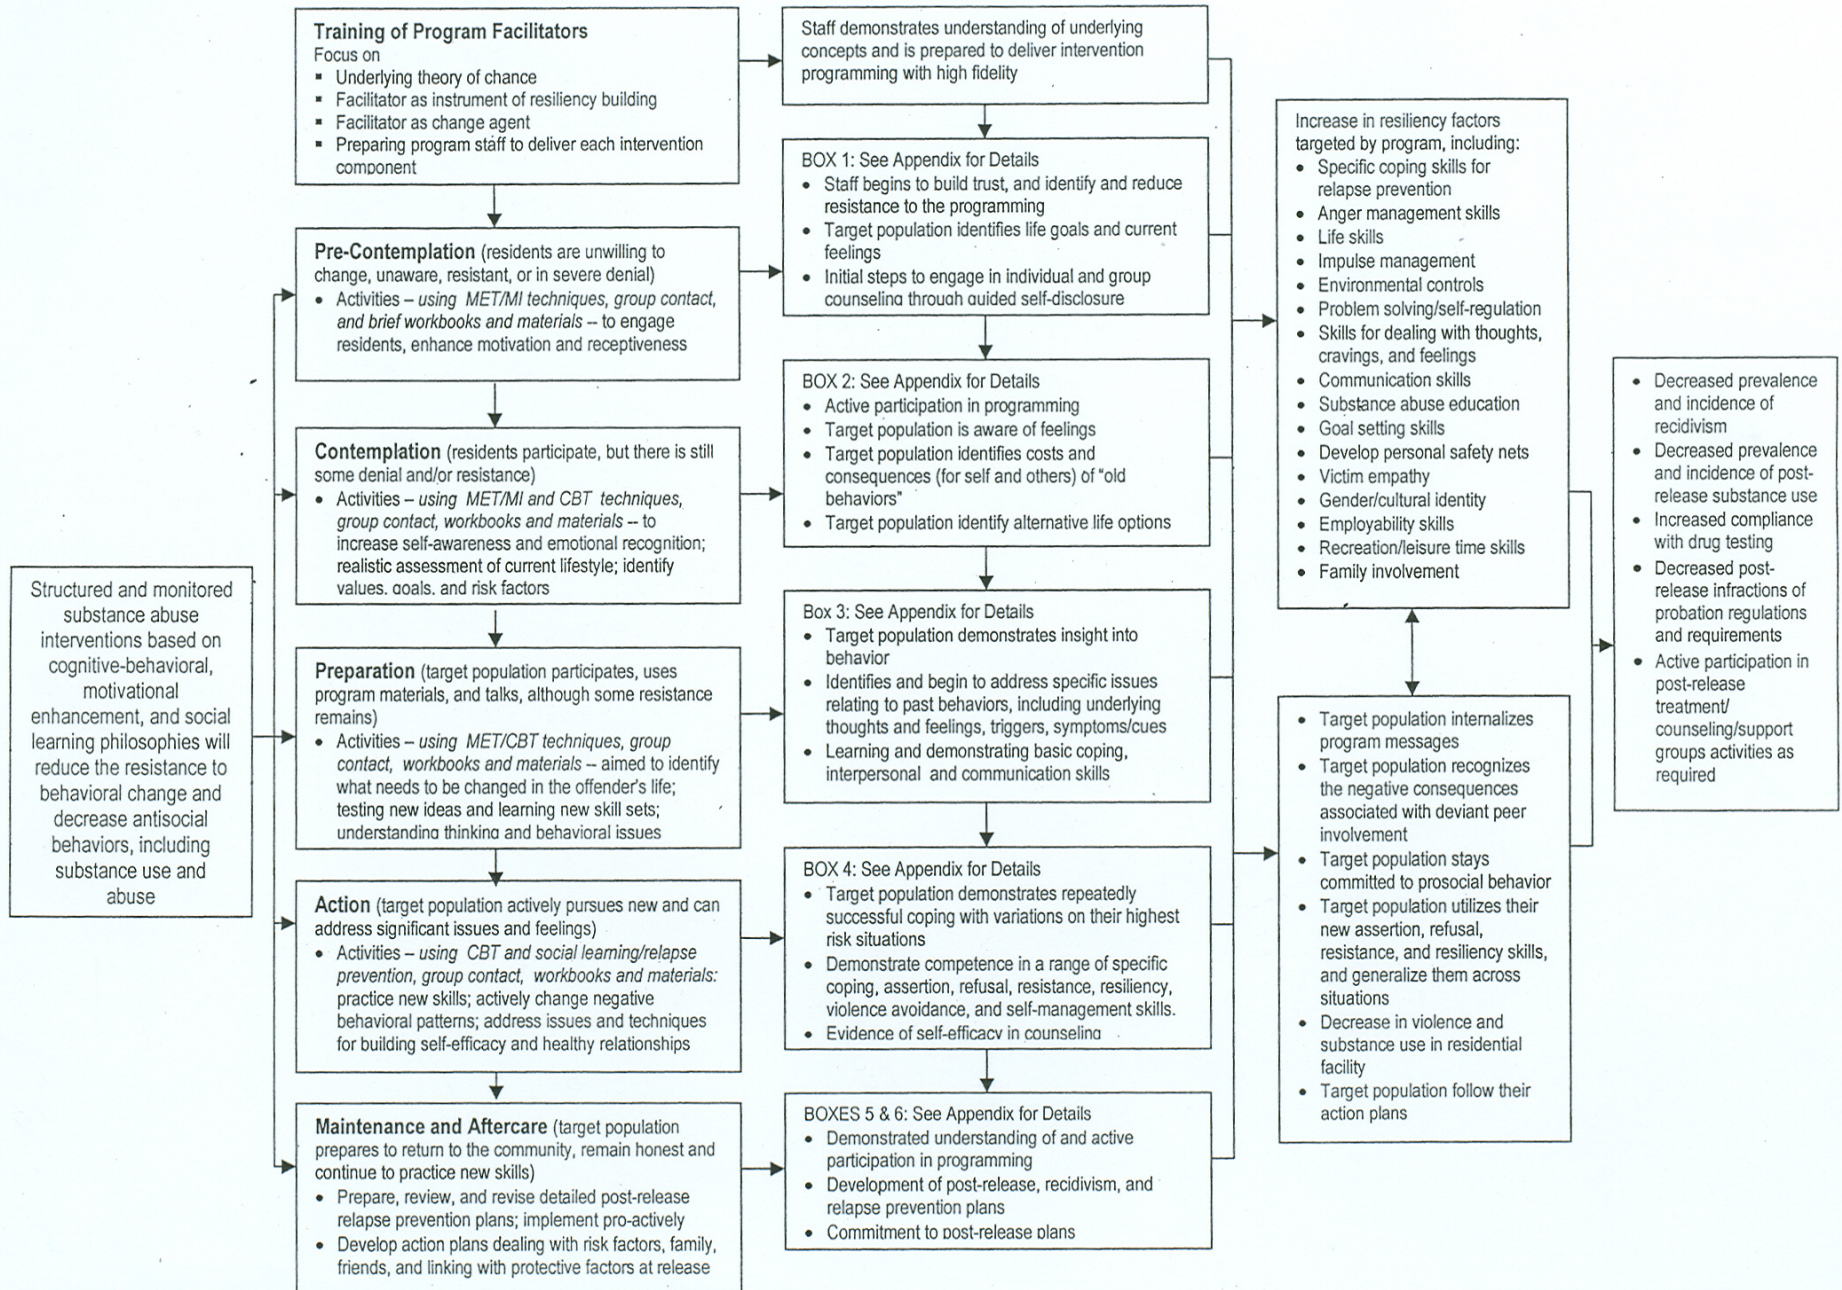 Training of Program Facilitators
Focus on
▪ Underlying theory of chance
▪ Facilitator as instrument of resiliency building
▪ Facilitator as change agent
▪ Preparing program staff to deliver each intervention
component
Staff demonstrates understanding of underlying
concepts and is prepared to deliver intervention
programming with high fidelity
Pre-Contemplation (residents are unwilling to
change, unaware, resistant, or in severe denial)
• Activities – using MET/MI techniques, group contact,
and brief workbooks and materials -- to engage
residents, enhance motivation and receptiveness
BOX 1: See Appendix for Details
• Staff begins to build trust, and identify and reduce
resistance to the programming
• Target population identifies life goals and current
feelings
• Initial steps to engage in individual and group
counseling through guided self-disclosure
Contemplation (residents participate, but there is still
some denial and/or resistance)
• Activities – using MET/MI and CBT techniques,
group contact, workbooks and materials -- to
increase self-awareness and emotional recognition;
realistic assessment of current lifestyle; identify
values, goals, and risk factors
BOX 2: See Appendix for Details
• Active participation in programming
• Target population is aware of feelings
• Target population identifies costs and
consequences (for self and others) of "old
behaviors"
• Target population identify alternative life options
Structured and monitored
substance abuse
interventions based on
cognitive-behavioral,
motivational
enhancement, and social
learning philosophies will
reduce the resistance to
behavioral change and
decrease antisocial
behaviors, including
substance use and
abuse
Preparation (target population participates, uses
program materials, and talks, although some resistance
remains)
• Activities – using MET/CBT techniques, group
contact, workbooks and materials -- aimed to identify
what needs to be changed in the offender's life;
testing new ideas and learning new skill sets;
understanding thinking and behavioral issues
Box 3: See Appendix for Details
• Target population demonstrates insight into
behavior
• Identifies and begin to address specific issues
relating to past behaviors, including underlying
thoughts and feelings, triggers, symptoms/cues
• Learning and demonstrating basic coping,
interpersonal and communication skills
Action (target population actively pursues new and can
address significant issues and feelings)
• Activities – using CBT and social learning/relapse
prevention, group contact, workbooks and materials:
practice new skills; actively change negative
behavioral patterns; address issues and techniques
for building self-efficacy and healthy relationships
BOX 4: See Appendix for Details
• Target population demonstrates repeatedly
successful coping with variations on their highest
risk situations
• Demonstrate competence in a range of specific
coping, assertion, refusal, resistance, resiliency,
violence avoidance, and self-management skills.
• Evidence of self-efficacy in counseling
Maintenance and Aftercare (target population
prepares to return to the community, remain honest and
continue to practice new skills)
• Prepare, review, and revise detailed post-release
relapse prevention plans; implement pro-actively
• Develop action plans dealing with risk factors, family,
friends, and linking with protective factors at release
BOXES 5 & 6: See Appendix for Details
• Demonstrated understanding of and active
participation in programming
• Development of post-release, recidivism, and
relapse prevention plans
• Commitment to post-release plans
Increase in resiliency factors
targeted by program, including:
• Specific coping skills for
relapse prevention
• Anger management skills
• Life skills
• Impulse management
• Environmental controls
• Problem solving/self-regulation
• Skills for dealing with thoughts,
cravings, and feelings
• Communication skills
• Substance abuse education
• Goal setting skills
• Develop personal safety nets
• Victim empathy
• Gender/cultural identity
• Employability skills
• Recreation/leisure time skills
• Family involvement
• Target population internalizes
program messages
• Target population recognizes
the negative consequences
associated with deviant peer
involvement
• Target population stays
committed to prosocial behavior
• Target population utilizes their
new assertion, refusal,
resistance, and resiliency skills,
and generalize them across
situations
• Decrease in violence and
substance use in residential
facility
• Target population follow their
action plans
• Decreased prevalence
and incidence of
recidivism
• Decreased prevalence
and incidence of post-
release substance use
• Increased compliance
with drug testing
• Decreased post-
release infractions of
probation regulations
and requirements
• Active participation in
post-release
treatment/
counseling/support
groups activities as
required